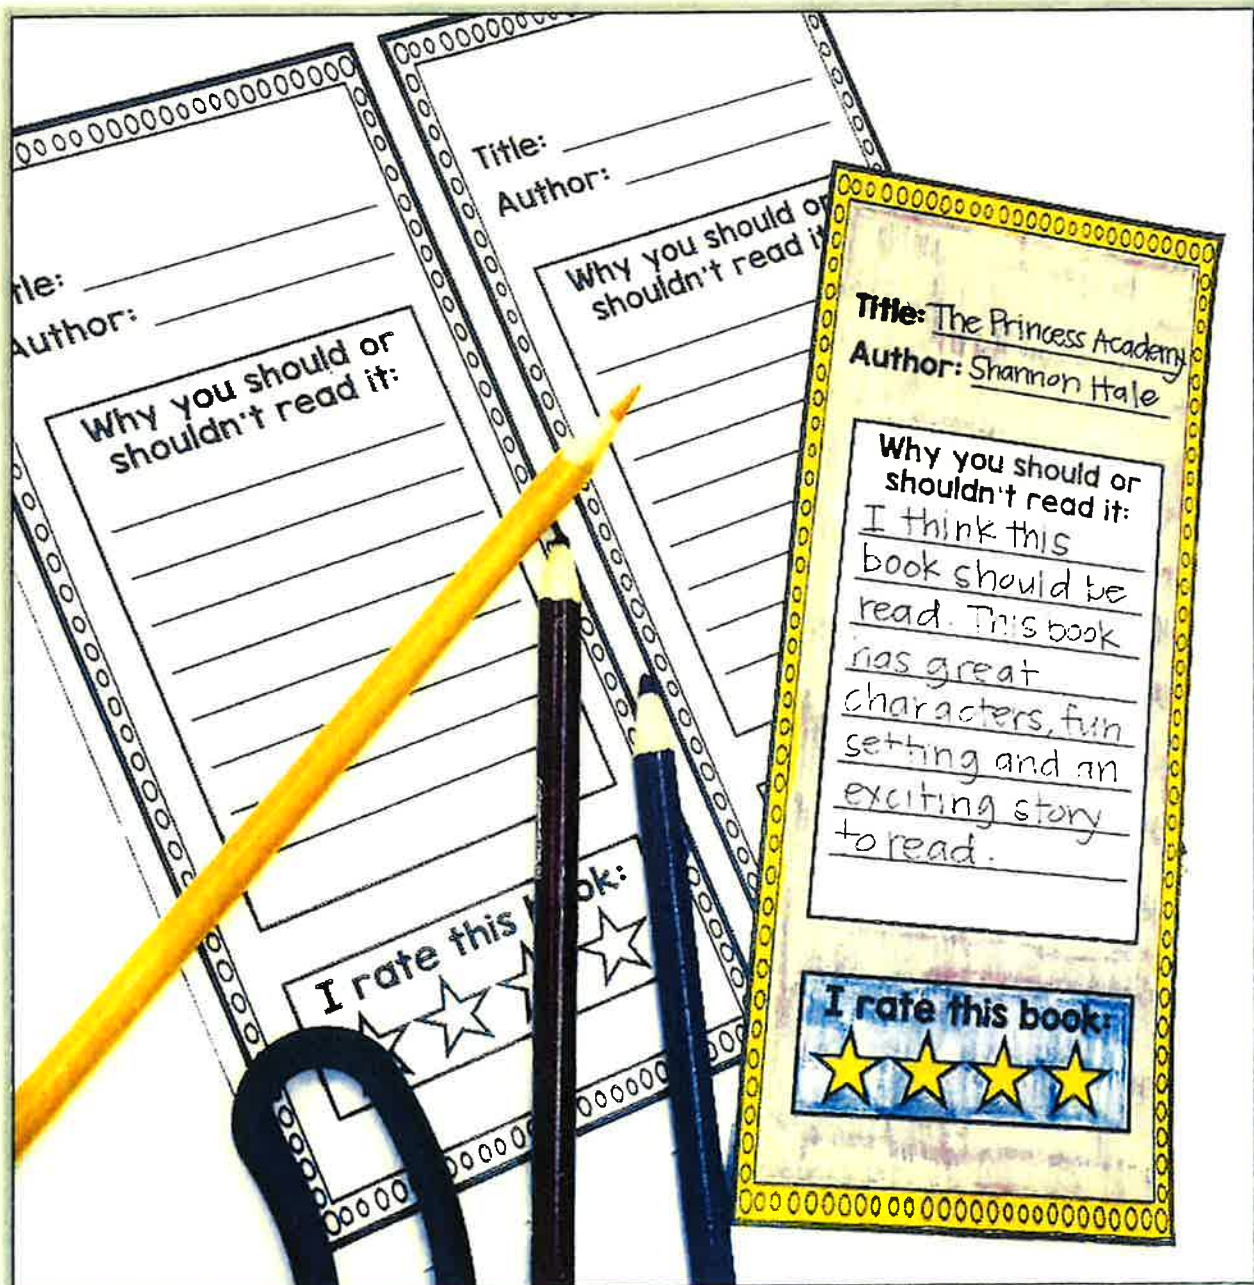 Title:
Author:
Why you should or
shouldn't read it:
Author:
Why you should or
shouldn't read it:
I rate this
Title: The Princess Academy
Author: Shannon Hale
Why you should or
shouldn't read it:
I think this
book should be
read. This book
has great
characters, fun
setting and an
exciting story
to read.
I rate this book: